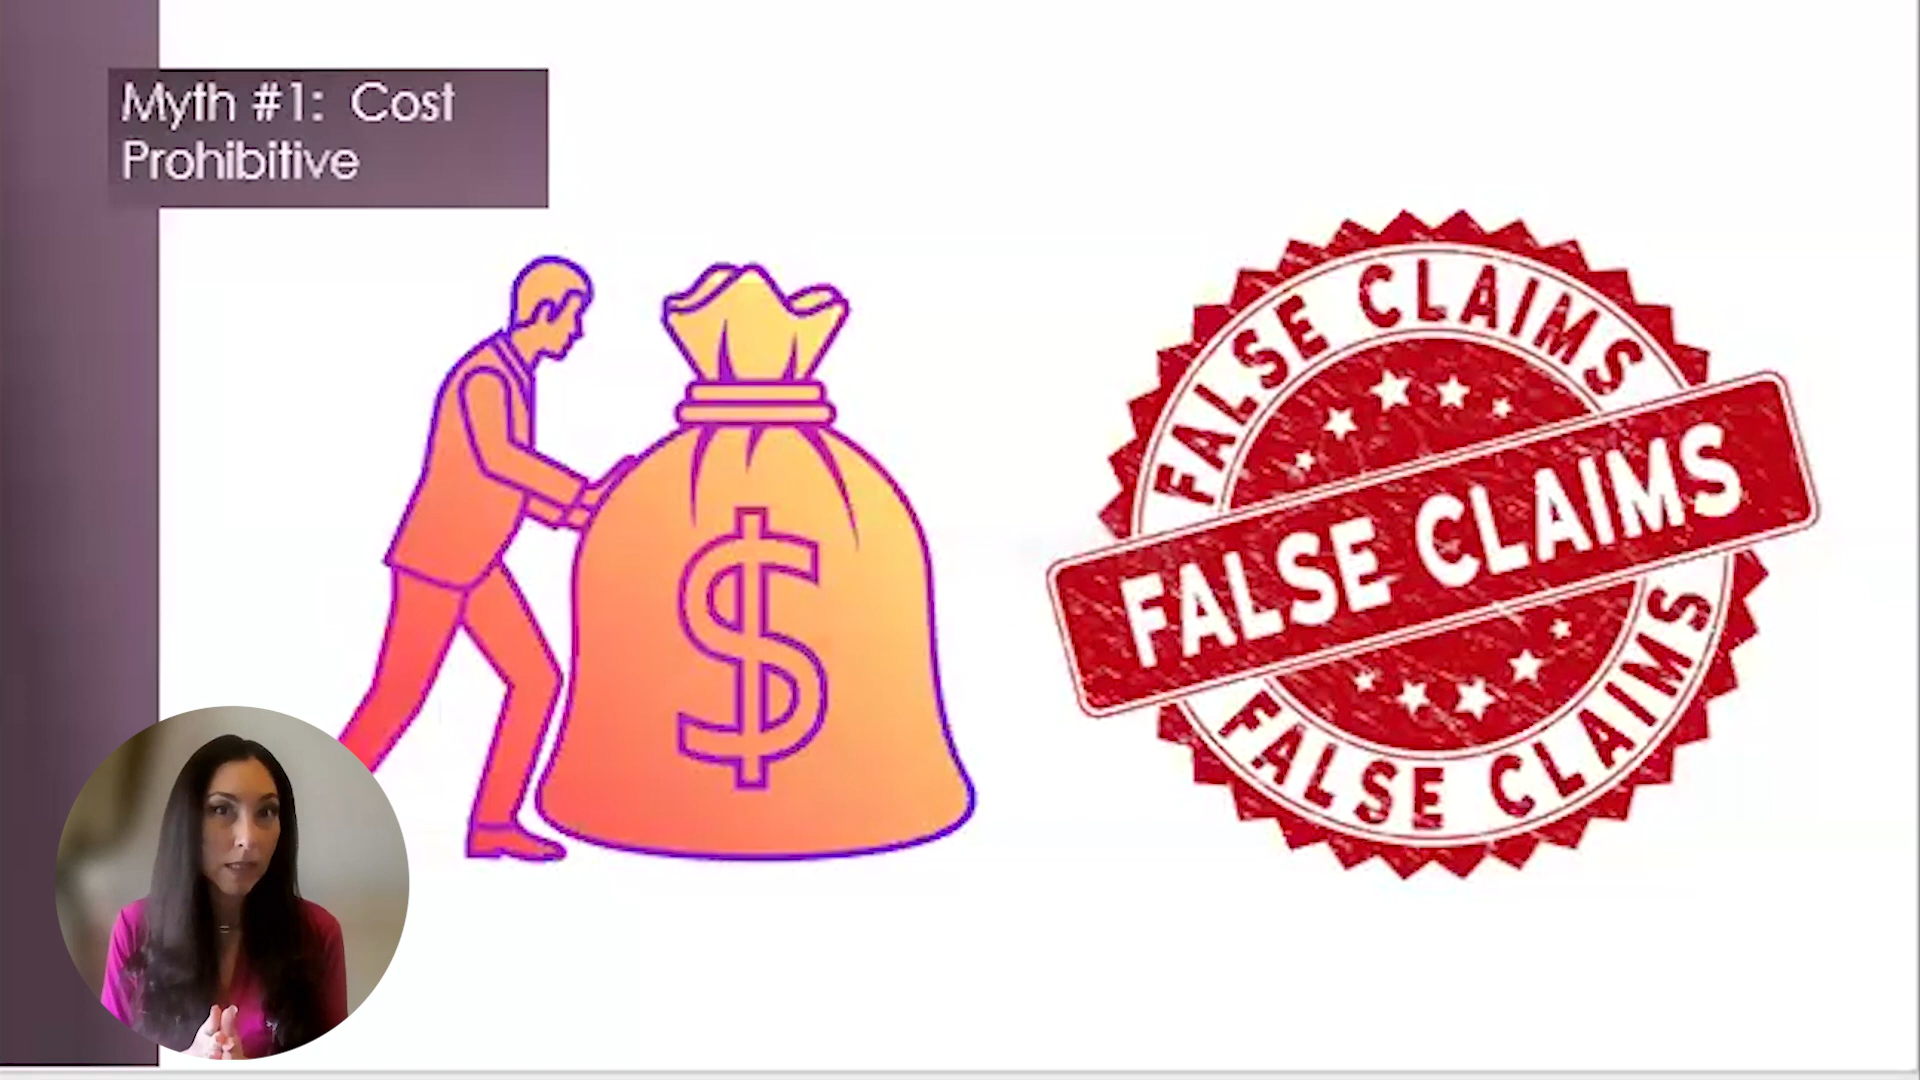 Myth #1: Cost
Prohibitive
$
FALSE CLAIMS
FALSE CLAIMS
FALSE CLAIMS